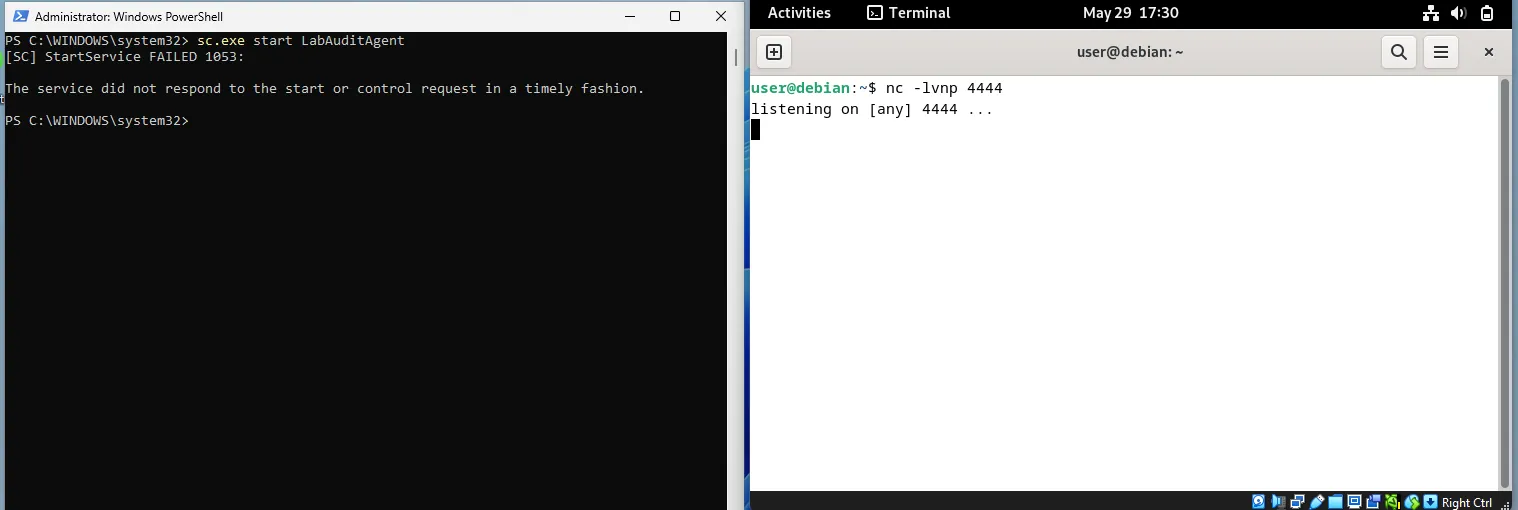 Administrator: Windows PowerShell
PS C:\WINDOWS\system32> sc.exe start LabAuditAgent
[SC] StartService FAILED 1053:
The service did not respond to the start or control request in a timely fashion.
PS C:\WINDOWS\system32>
Activities
Terminal
May 29 17:30
user@debian: ~
user@debian:~$ nc -lvnp 4444
listening on [any] 4444 ...
Right Ctrl